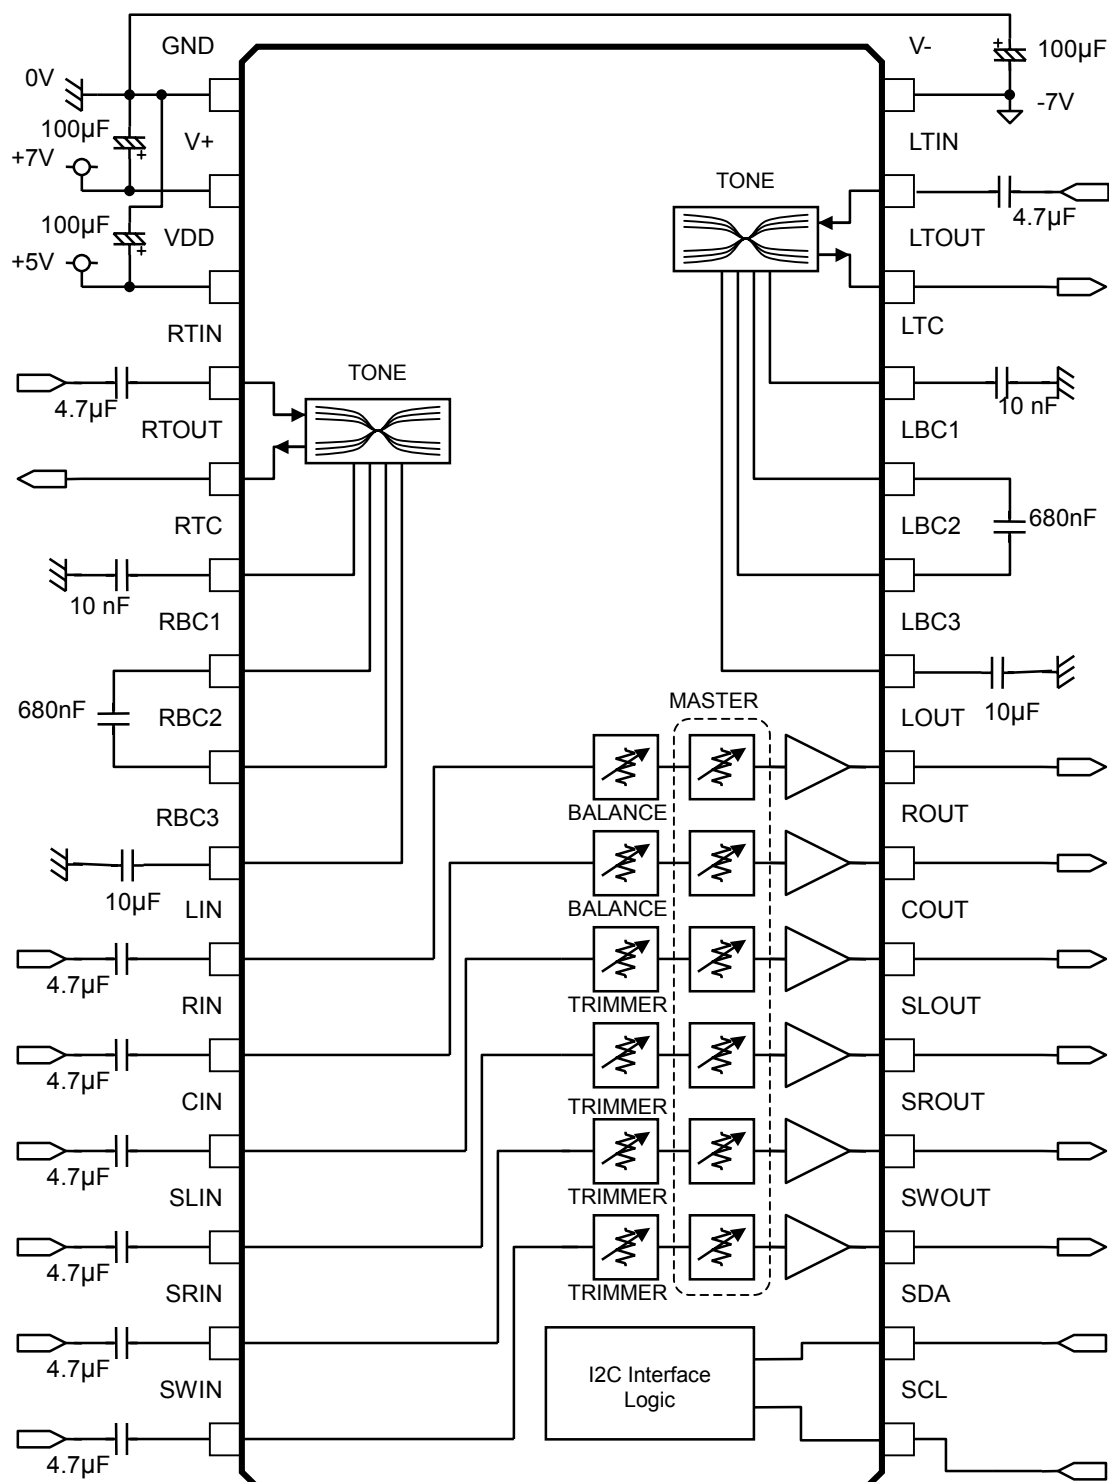 GND
V-
100µF
0V
-7V
100µF
V+
+7V
LTIN
TONE
4.7µF
100µF
VDD
+5V
LTOUT
RTIN
LTC
TONE
4.7µF
10 nF
RTOUT
LBC1
RTC
LBC2
680nF
10 nF
RBC1
LBC3
MASTER
680nF
RBC2
LOUT
10µF
BALANCE
RBC3
ROUT
10µF
LIN
BALANCE
COUT
4.7µF
RIN
TRIMMER
SLOUT
4.7µF
CIN
TRIMMER
SROUT
4.7µF
SLIN
TRIMMER
SWOUT
4.7µF
SRIN
TRIMMER
SDA
4.7µF
I2C Interface
Logic
SWIN
SCL
4.7µF